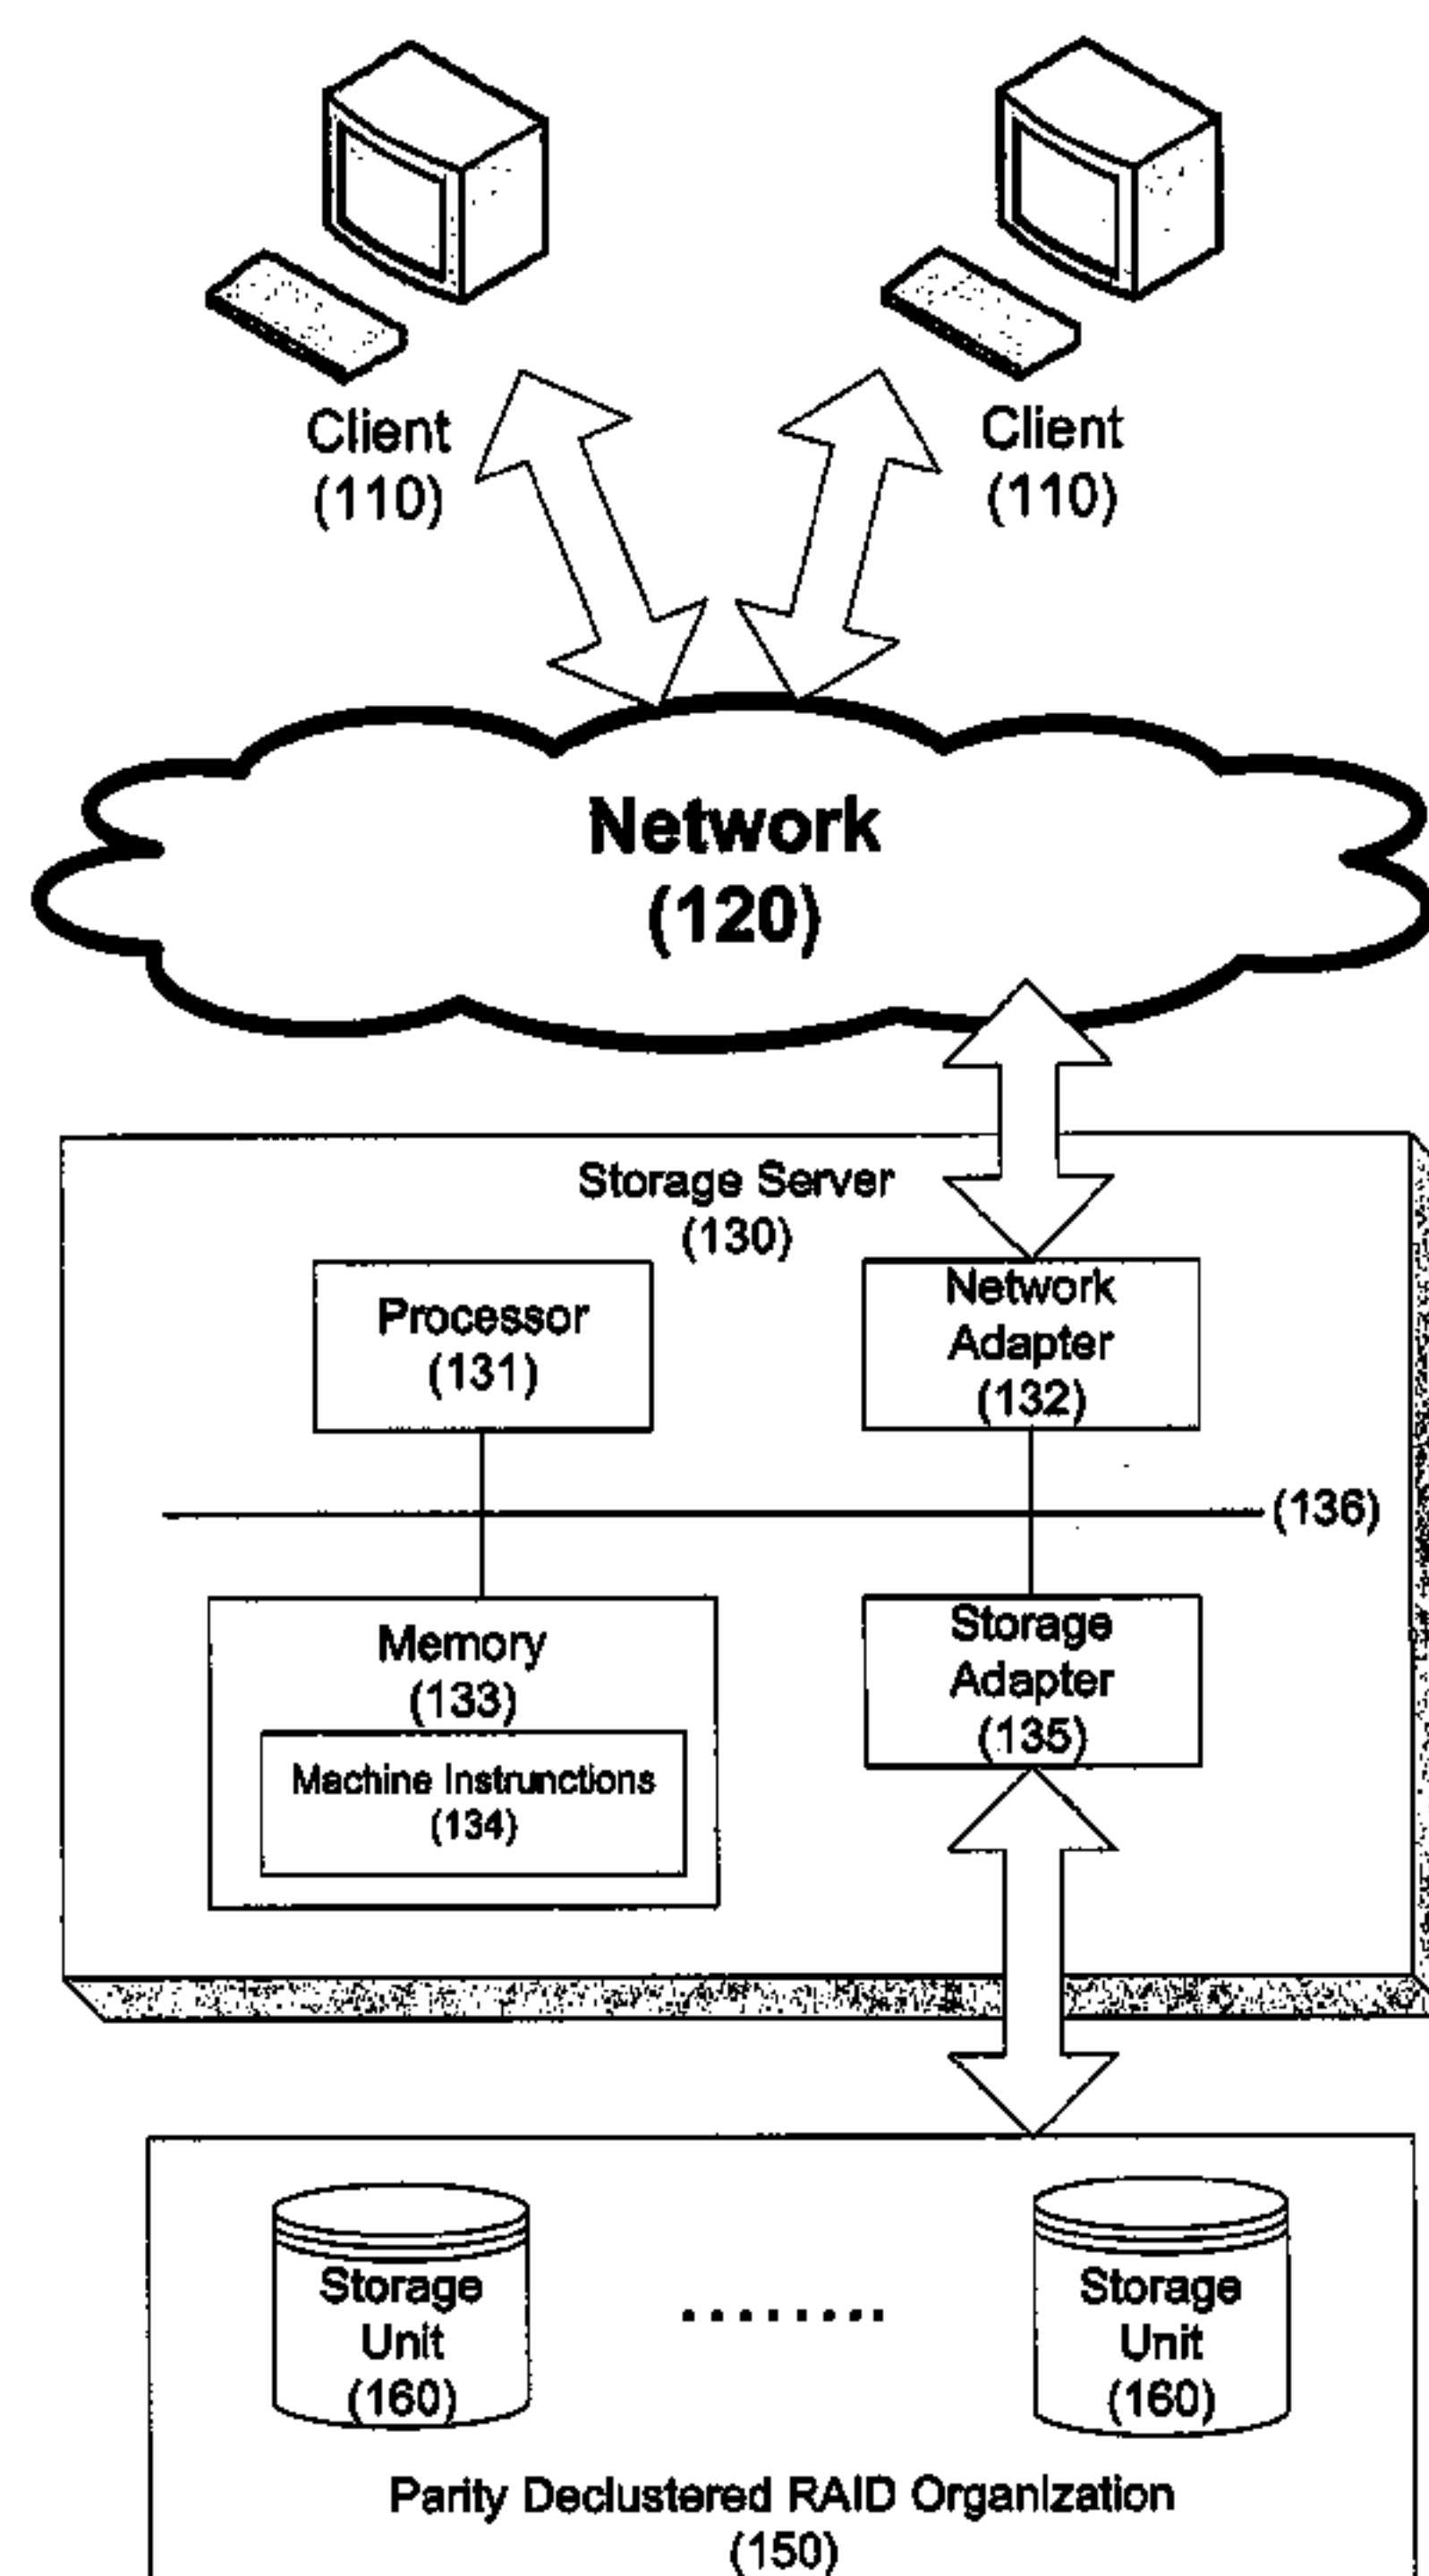 Client
(110)
Client
(110)
Network
(120)
Storage Server
(130)
Processor
(131)
Network
Adapter
(132)
(136)
Memory
(133)
Machine Instrunctions
(134)
Storage
Adapter
(135)
Storage
Unit
(160)
........
Storage
Unit
(160)
Parity Declustered RAID Organization
(150)